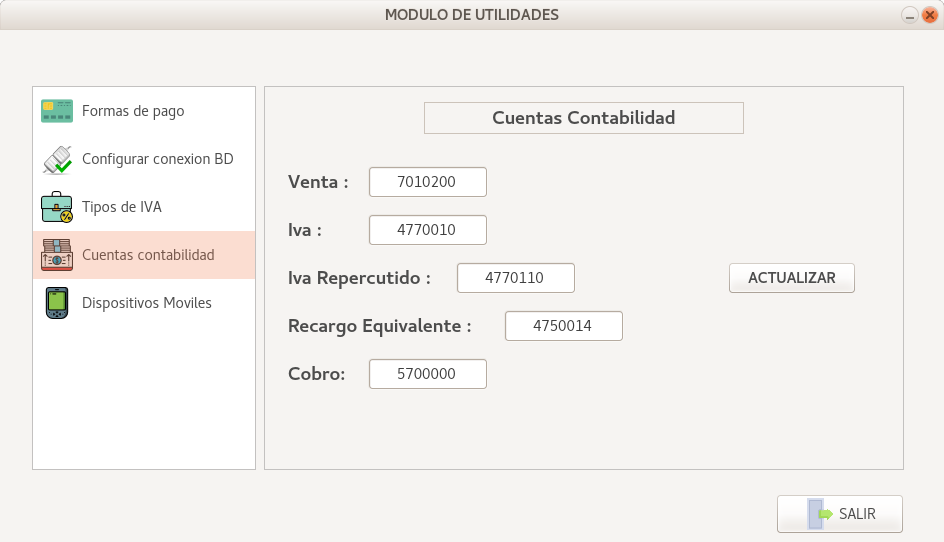 MODULO DE UTILIDADES
Formas de pago
Configurar conexion BD
Tipos de IVA
Cuentas contabilidad
Dispositivos Moviles
Cuentas Contabilidad
Venta : 7010200
Iva : 4770010
Iva Repercutido : 4770110
ACTUALIZAR
Recargo Equivalente : 4750014
Cobro: 5700000
SALIR